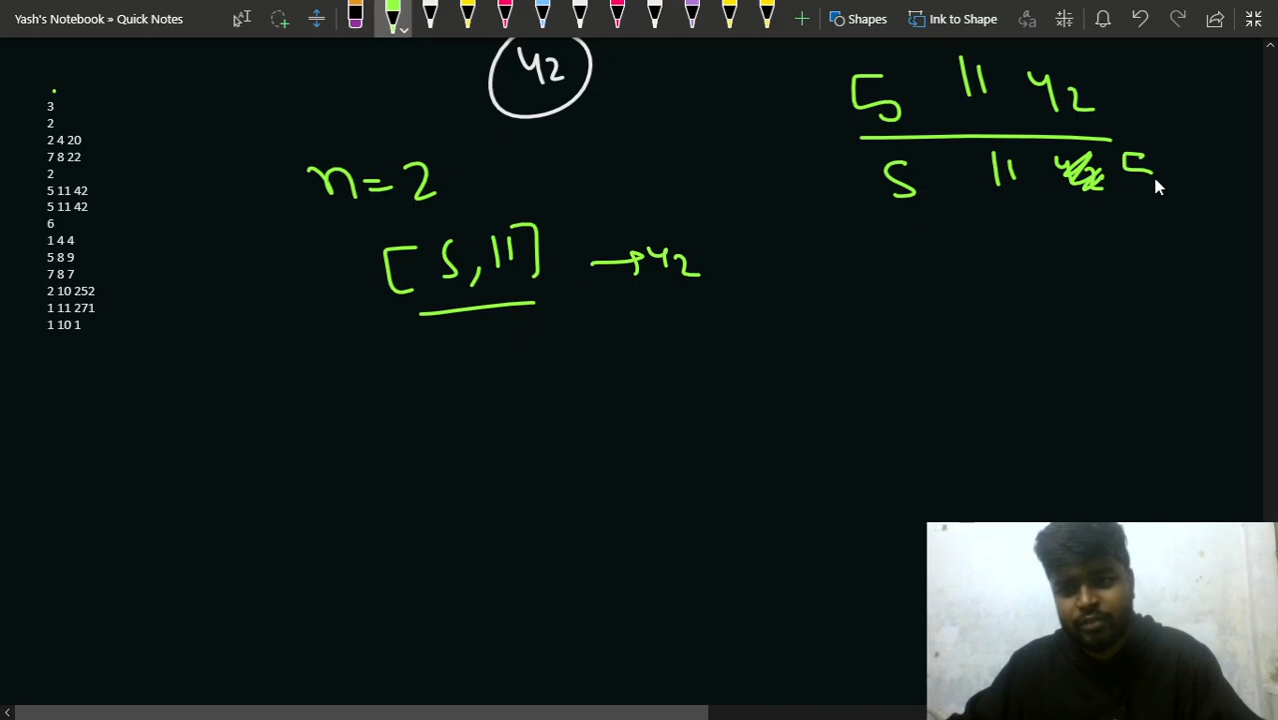 Yash's Notebook » Quick Notes
Shapes
Ink to Shape
42
5 11 42
5 11 5
n=2
[5,11] → 42
3
2
2 4 20
7 8 22
2
5 11 42
5 11 42
6
1 4 4
5 8 9
7 8 7
2 10 252
1 11 271
1 10 1